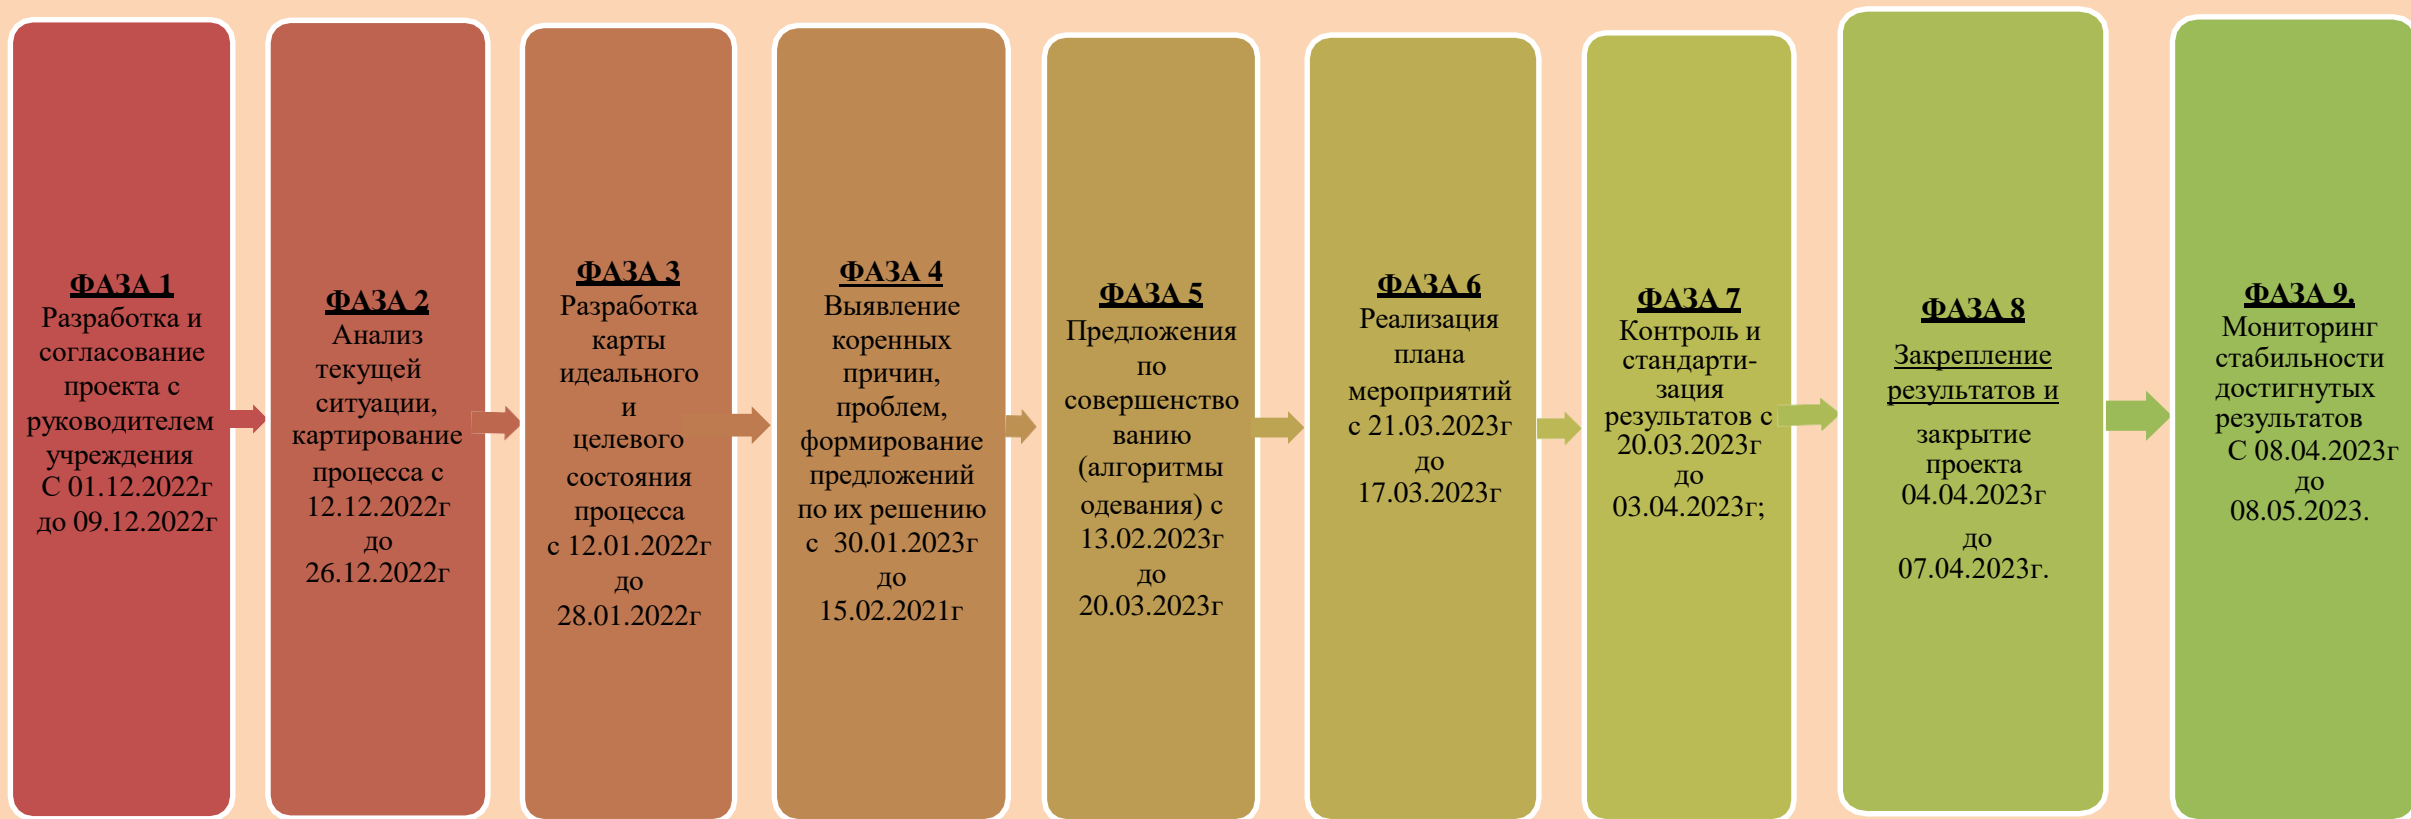 ФАЗА 1
Разработка и
согласование
проекта с
руководителем
учреждения
С 01.12.2022г
до 09.12.2022г
ФАЗА 2
Анализ
текущей
ситуации,
картирование
процесса с
12.12.2022г
до
26.12.2022г
ФАЗА 3
Разработка
карты
идеального
и
целевого
состояния
процесса
с 12.01.2022г
до
28.01.2022г
ФАЗА 4
Выявление
коренных
причин,
проблем,
формирование
предложений
по их решению
с 30.01.2023г
до
15.02.2021г
ФАЗА 5
Предложения
по
совершенство
ванию
(алгоритмы
одевания) с
13.02.2023г
до
20.03.2023г
ФАЗА 6
Реализация
плана
мероприятий
с 21.03.2023г
до
17.03.2023г
ФАЗА 7
Контроль и
стандарти-
зация
результатов с
20.03.2023г
до
03.04.2023г;
ФАЗА 8
Закрепление
результатов и
закрытие
проекта
04.04.2023г
до
07.04.2023г.
ФАЗА 9.
Мониторинг
стабильности
достигнутых
результатов
С 08.04.2023г
до
08.05.2023.